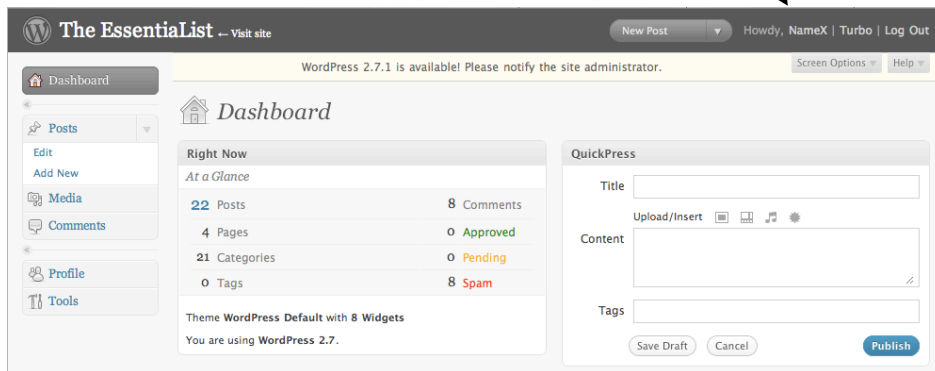 The EssentiaList ← Visit site
New Post
Howdy, NameX | Turbo | Log Out
WordPress 2.7.1 is available! Please notify the site administrator.
Screen Options
Help
Dashboard
Posts
Edit
Add New
Media
Comments
Profile
Tools
Dashboard
Right Now
At a Glance
22 Posts 8 Comments
4 Pages 0 Approved
21 Categories 0 Pending
0 Tags 8 Spam
Theme WordPress Default with 8 Widgets
You are using WordPress 2.7.
QuickPress
Title
Upload/Insert
Content
Tags
Save Draft
Cancel
Publish